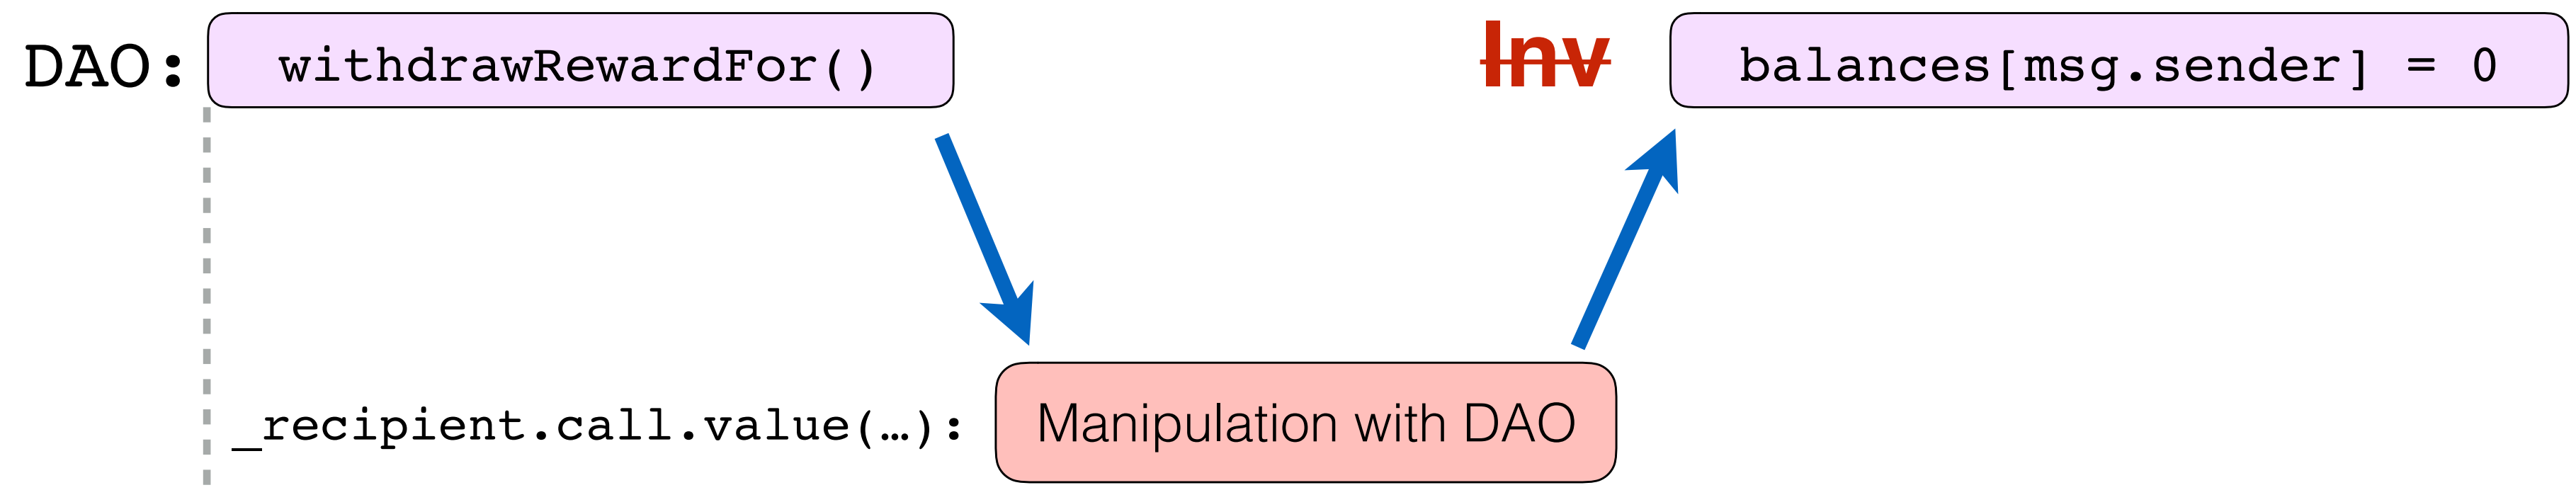 DAO: withdrawRewardFor() Inv balances[msg.sender] = 0
_recipient.call.value(…): Manipulation with DAO